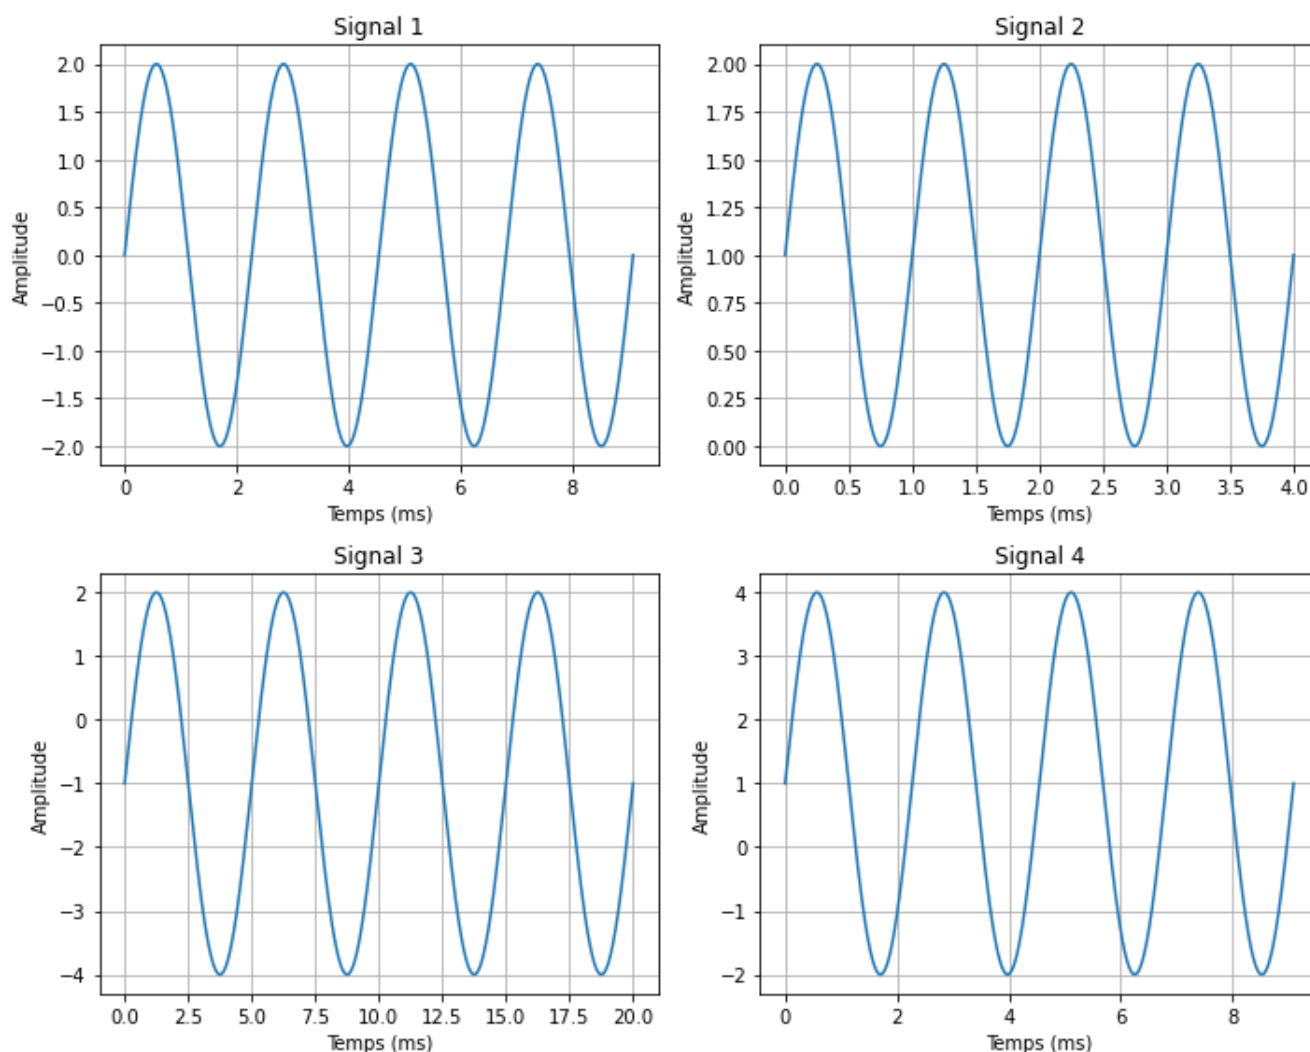 Signal 1
Amplitude
2.0
1.5
1.0
0.5
0.0
−0.5
−1.0
−1.5
−2.0
0 2 4 6 8
Temps (ms)
Signal 2
Amplitude
2.00
1.75
1.50
1.25
1.00
0.75
0.50
0.25
0.00
0.0 0.5 1.0 1.5 2.0 2.5 3.0 3.5 4.0
Temps (ms)
Signal 3
Amplitude
2
1
0
−1
−2
−3
−4
0.0 2.5 5.0 7.5 10.0 12.5 15.0 17.5 20.0
Temps (ms)
Signal 4
Amplitude
4
3
2
1
0
−1
−2
0 2 4 6 8
Temps (ms)